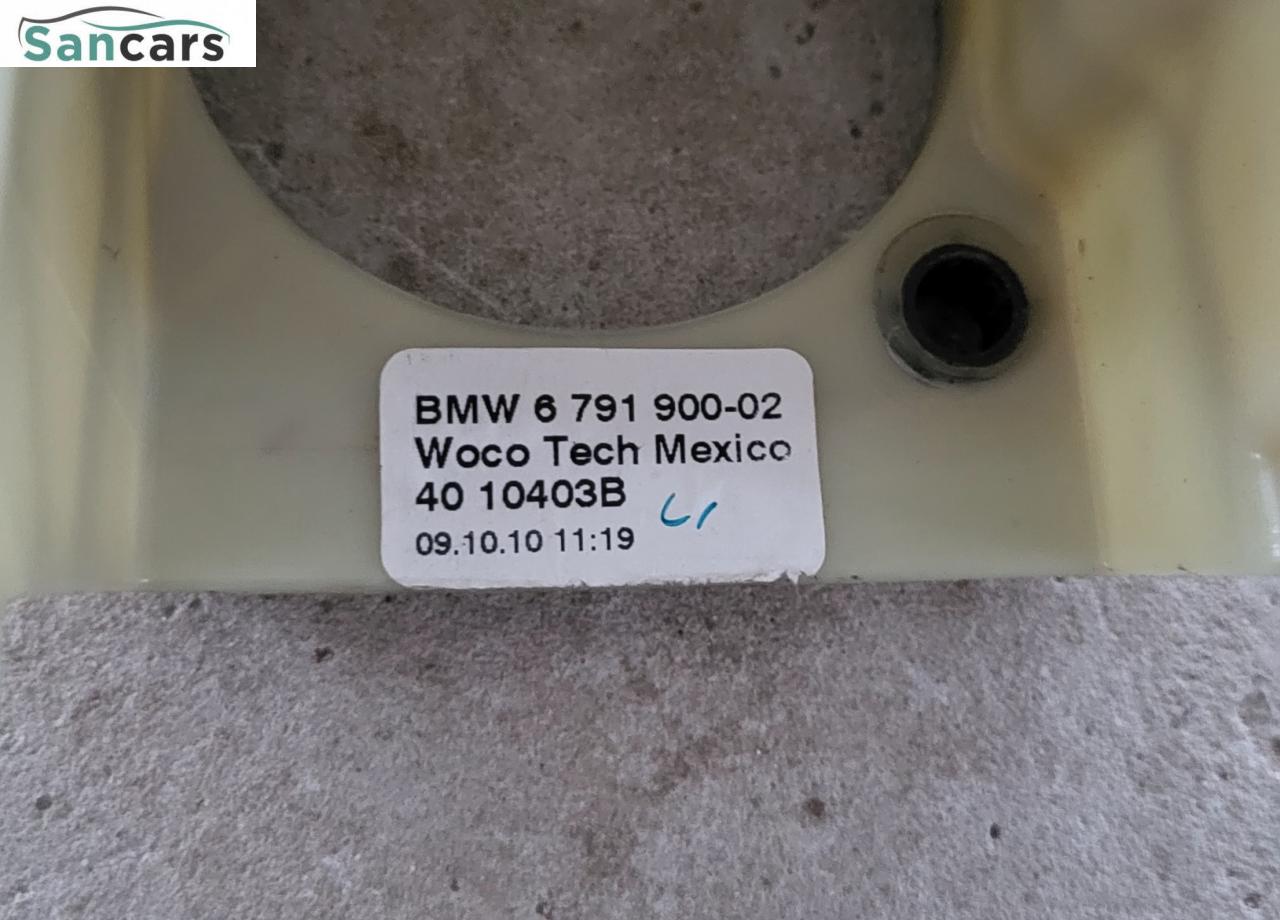 Sancars
BMW 6 791 900-02
Woco Tech Mexico
40 10403B
09.10.10 11:19